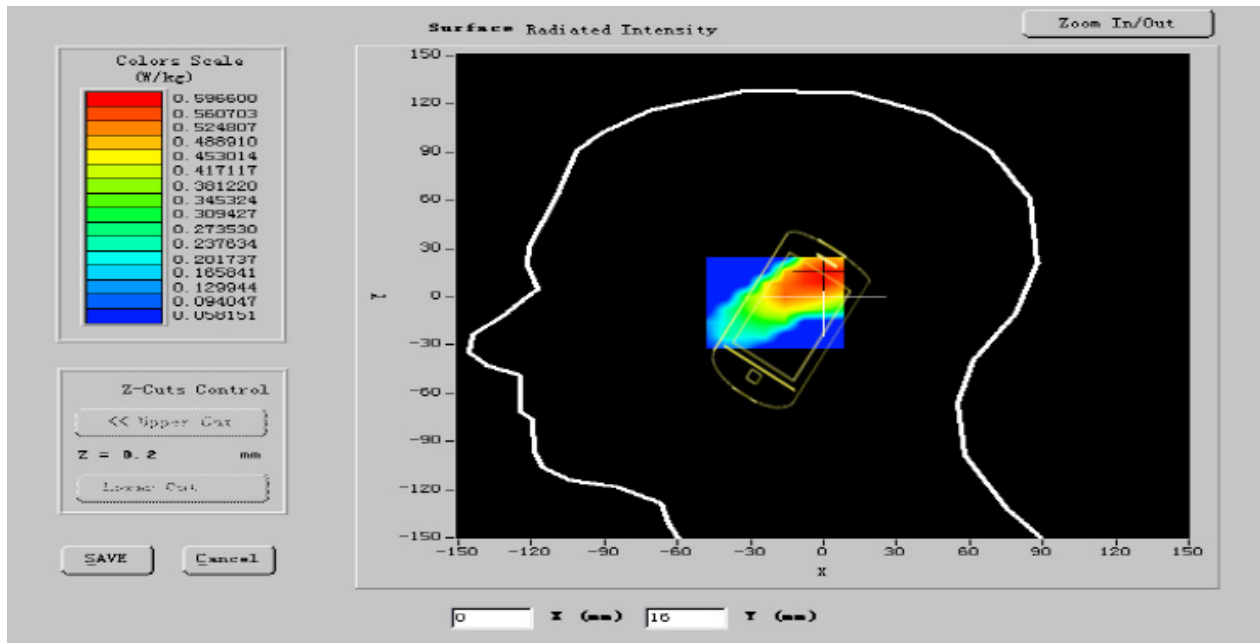 Surface Radiated Intensity
Zoom In/Out
Colors Scale
(W/kg)
0.596600
0.560703
0.524807
0.488910
0.453014
0.417117
0.381220
0.345324
0.309427
0.273530
0.237634
0.201737
0.165841
0.129944
0.094047
0.058151
Z-Cuts Control
<< Upper Cut
Z = 0.2 mm
Lower Cut
SAVE
Cancel
150
120
90
60
30
0
-30
-60
-90
-120
-150
Y
-150 -120 -90 -60 -30 0 30 60 90 120 150
X
0 X (mm) 16 Y (mm)